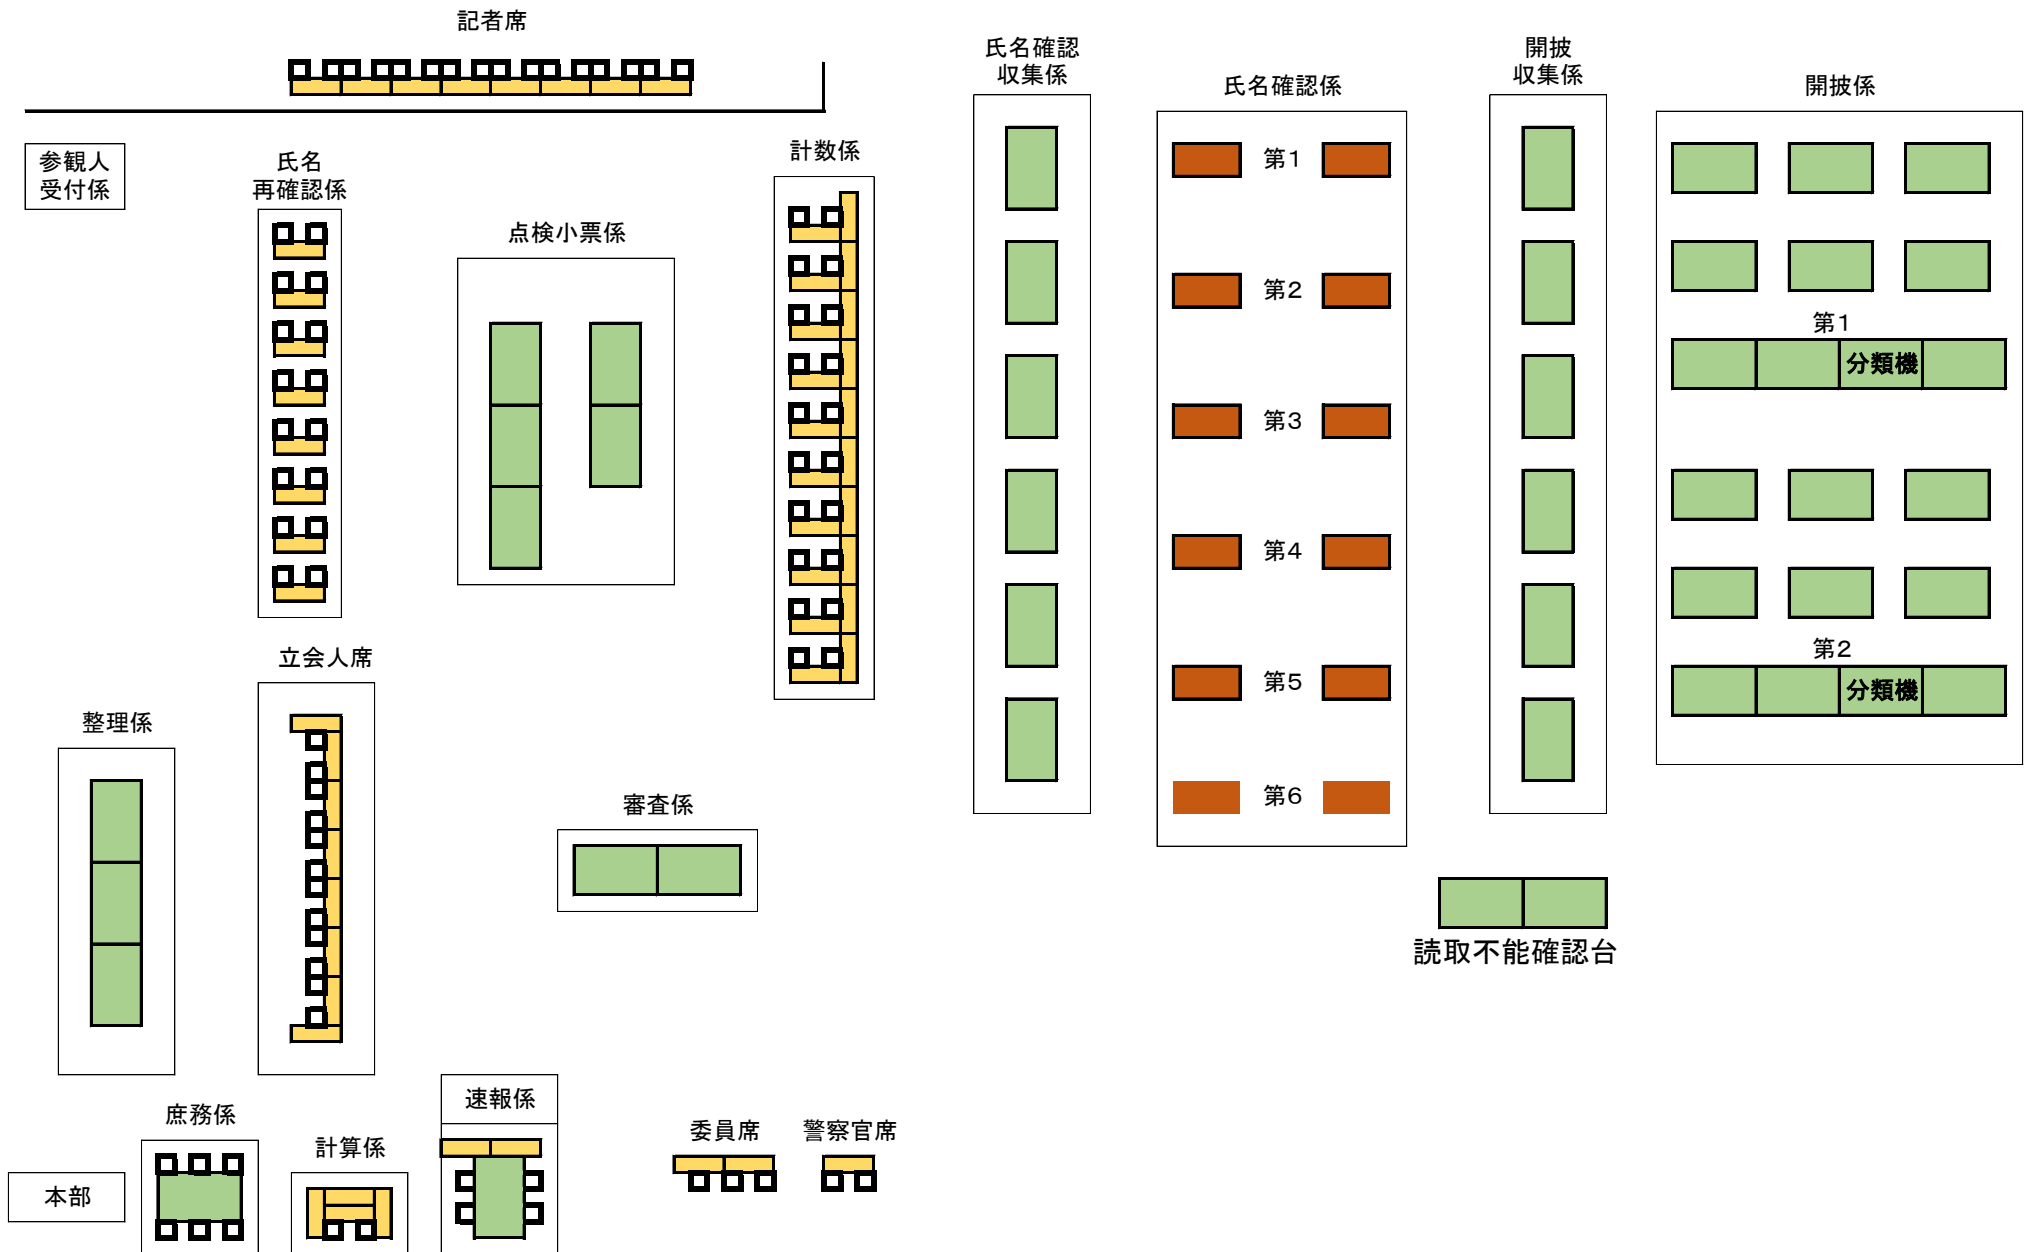 記者席
氏名確認
収集係
開披
収集係
氏名確認係
開披係
参観人
受付係
氏名
再確認係
計数係
点検小票係
第1
第2
第3
第4
第5
第6
第1
分類機
第2
分類機
立会人席
整理係
審査係
読取不能確認台
速報係
庶務係
計算係
委員席
警察官席
本部